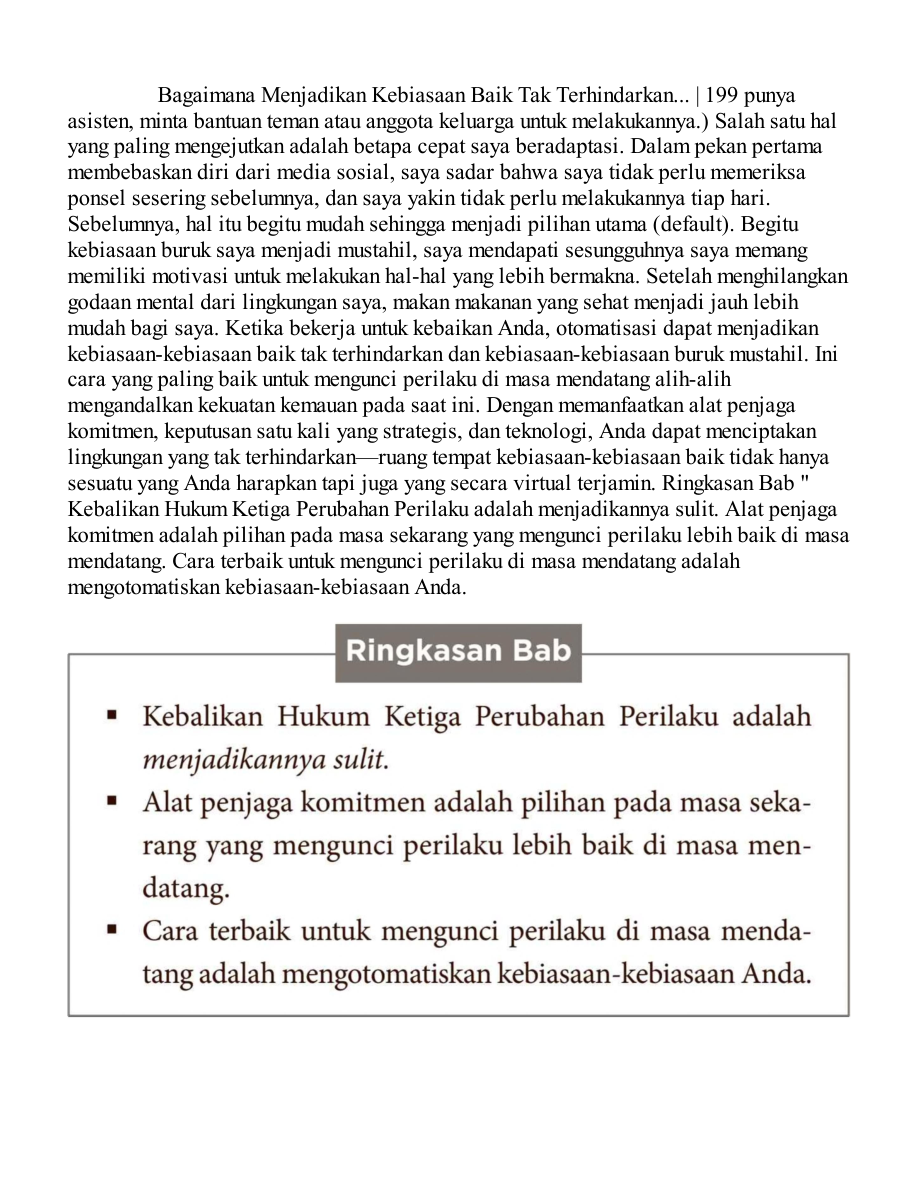 Bagaimana Menjadikan Kebiasaan Baik Tak Terhindarkan... | 199 punya
asisten, minta bantuan teman atau anggota keluarga untuk melakukannya.) Salah satu hal
yang paling mengejutkan adalah betapa cepat saya beradaptasi. Dalam pekan pertama
membebaskan diri dari media sosial, saya sadar bahwa saya tidak perlu memeriksa
ponsel sesering sebelumnya, dan saya yakin tidak perlu melakukannya tiap hari.
Sebelumnya, hal itu begitu mudah sehingga menjadi pilihan utama (default). Begitu
kebiasaan buruk saya menjadi mustahil, saya mendapati sesungguhnya saya memang
memiliki motivasi untuk melakukan hal-hal yang lebih bermakna. Setelah menghilangkan
godaan mental dari lingkungan saya, makan makanan yang sehat menjadi jauh lebih
mudah bagi saya. Ketika bekerja untuk kebaikan Anda, otomatisasi dapat menjadikan
kebiasaan-kebiasaan baik tak terhindarkan dan kebiasaan-kebiasaan buruk mustahil. Ini
cara yang paling baik untuk mengunci perilaku di masa mendatang alih-alih
mengandalkan kekuatan kemauan pada saat ini. Dengan memanfaatkan alat penjaga
komitmen, keputusan satu kali yang strategis, dan teknologi, Anda dapat menciptakan
lingkungan yang tak terhindarkan—ruang tempat kebiasaan-kebiasaan baik tidak hanya
sesuatu yang Anda harapkan tapi juga yang secara virtual terjamin. Ringkasan Bab "
Kebalikan Hukum Ketiga Perubahan Perilaku adalah menjadikannya sulit. Alat penjaga
komitmen adalah pilihan pada masa sekarang yang mengunci perilaku lebih baik di masa
mendatang. Cara terbaik untuk mengunci perilaku di masa mendatang adalah
mengotomatiskan kebiasaan-kebiasaan Anda.
Ringkasan Bab
▪ Kebalikan Hukum Ketiga Perubahan Perilaku adalah
menjadikannya sulit.
▪ Alat penjaga komitmen adalah pilihan pada masa seka-
rang yang mengunci perilaku lebih baik di masa men-
datang.
▪ Cara terbaik untuk mengunci perilaku di masa menda-
tang adalah mengotomatiskan kebiasaan-kebiasaan Anda.